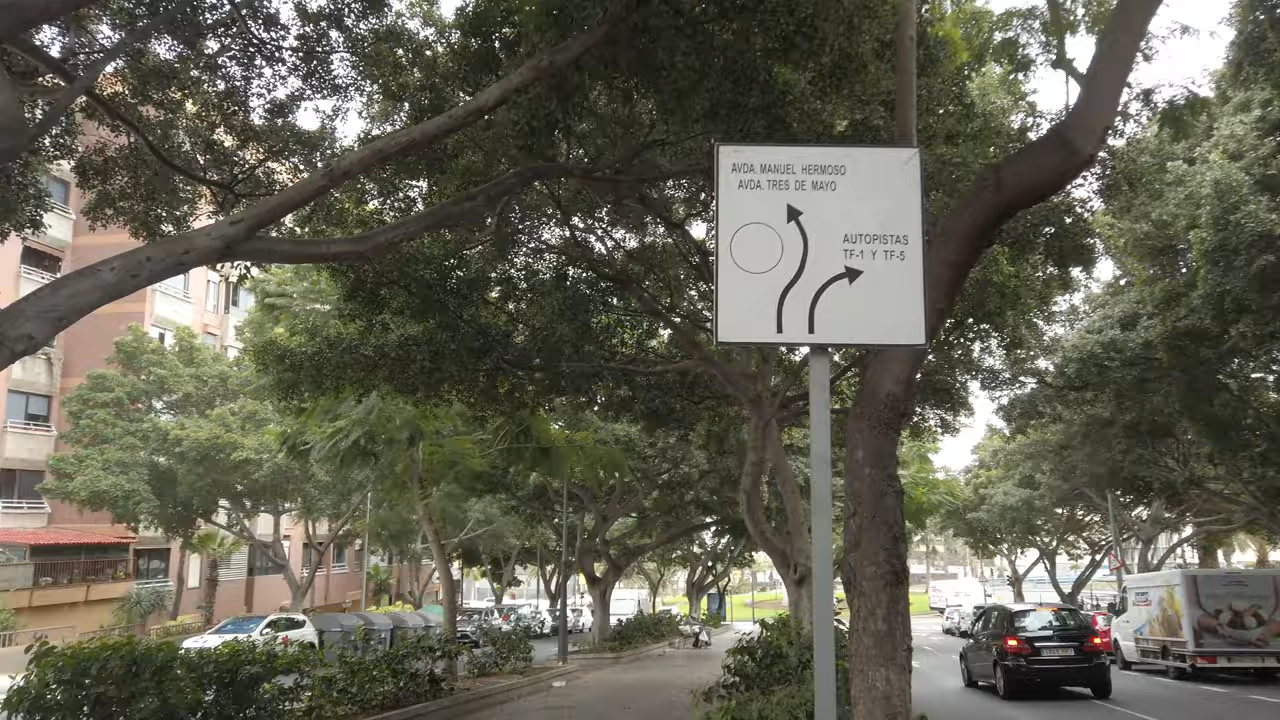 AVDA. MANUEL HERMOSO
AVDA. TRES DE MAYO
AUTOPISTAS
TF-1 Y TF-5